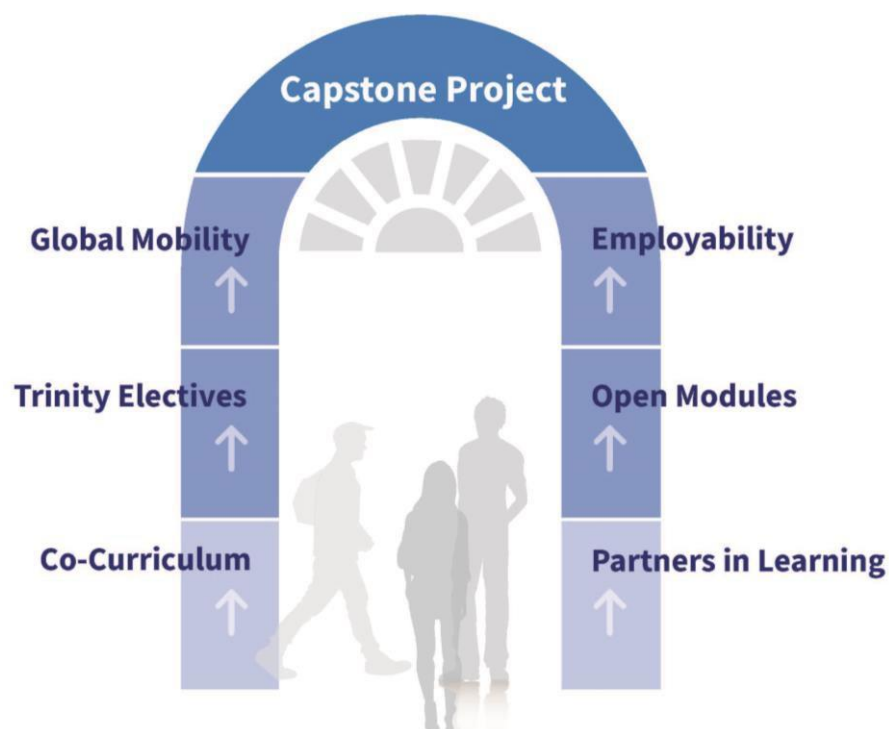 Capstone Project
Global Mobility
Employability
Trinity Electives
Open Modules
Co-Curriculum
Partners in Learning